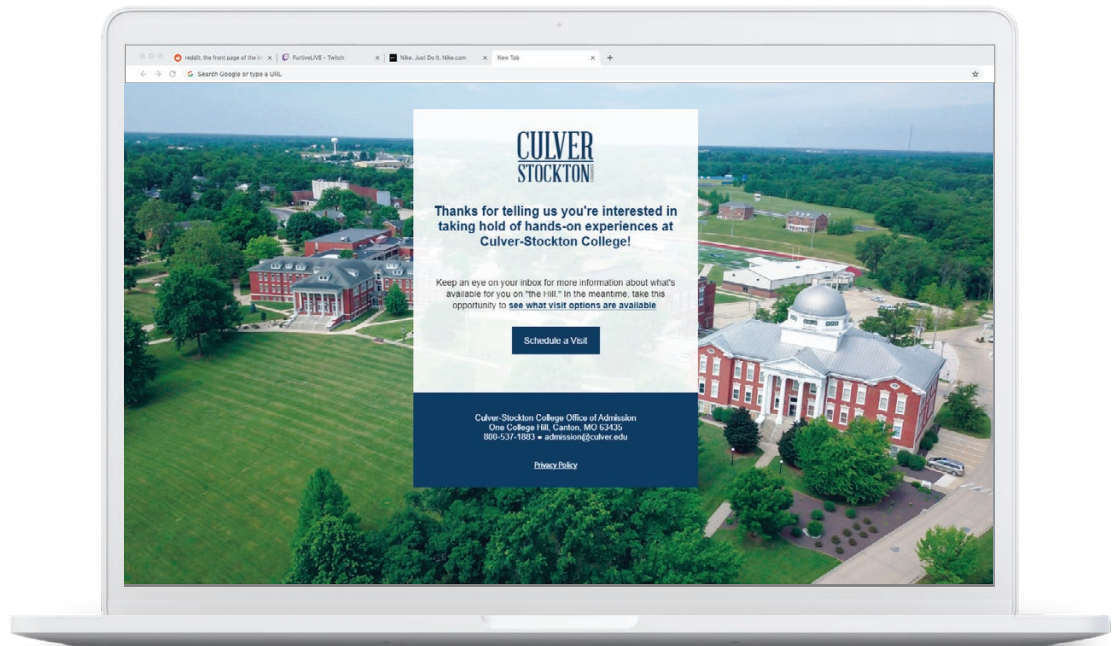 reddit: the front page of the in
FurtiveLIVE - Twitch
Nike. Just Do It. Nike.com
New Tab
Search Google or type a URL
CULVER
STOCKTON
Thanks for telling us you're interested in
taking hold of hands-on experiences at
Culver-Stockton College!
Keep an eye on your inbox for more information about what's
available for you on "the Hill." In the meantime, take this
opportunity to see what visit options are available
Schedule a Visit
Culver-Stockton College Office of Admission
One College Hill, Canton, MO 63435
800-537-1883 • admission@culver.edu
Privacy Policy